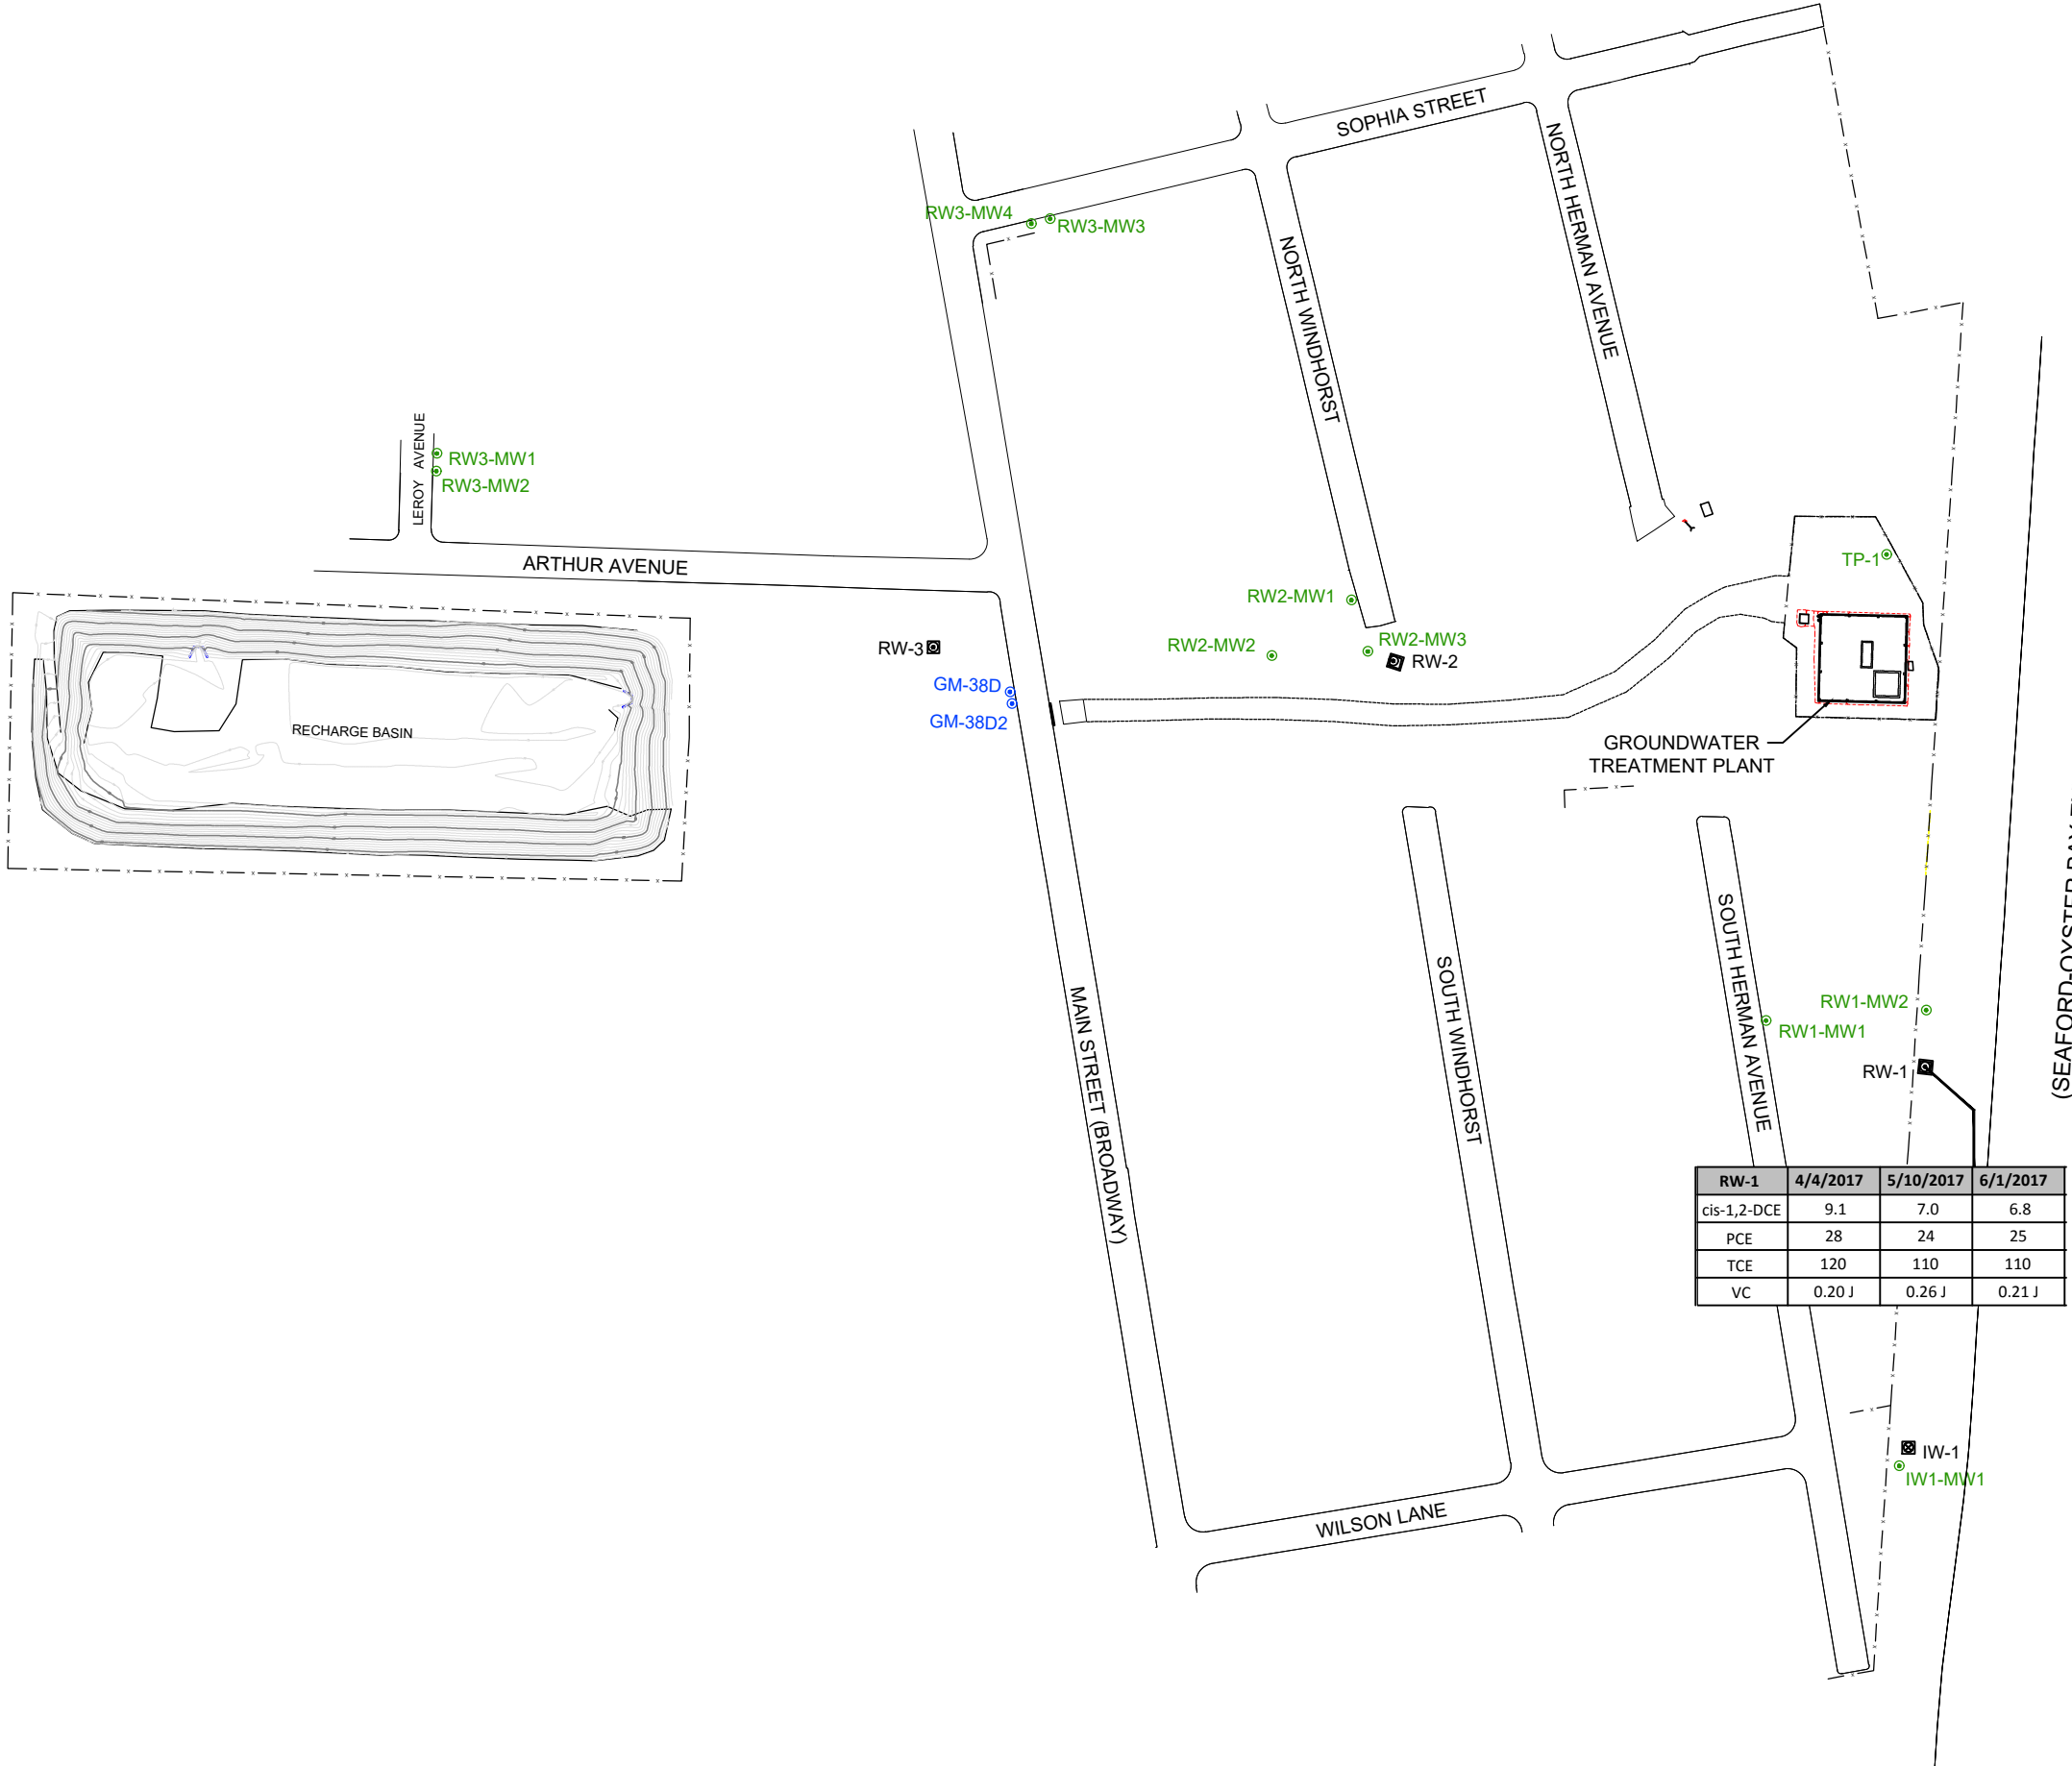 SOPHIA STREET
NORTH HERMAN AVENUE
RW3-MW4
RW3-MW3
NORTH WINDHORST
LEROY AVENUE
RW3-MW1
RW3-MW2
ARTHUR AVENUE
TP-1
RW2-MW1
RW2-MW2
RW2-MW3
RW-2
RW-3
GM-38D
GM-38D2
RECHARGE BASIN
GROUNDWATER
TREATMENT PLANT
(SEAFORD-OYSTER BAY
SOUTH HERMAN AVENUE
SOUTH WINDHORST
MAIN STREET (BROADWAY)
RW1-MW2
RW1-MW1
RW-1
RW-1 4/4/2017 5/10/2017 6/1/2017
cis-1,2-DCE 9.1 7.0 6.8
PCE 28 24 25
TCE 120 110 110
VC 0.20 J 0.26 J 0.21 J
IW-1
IW1-MW1
WILSON LANE